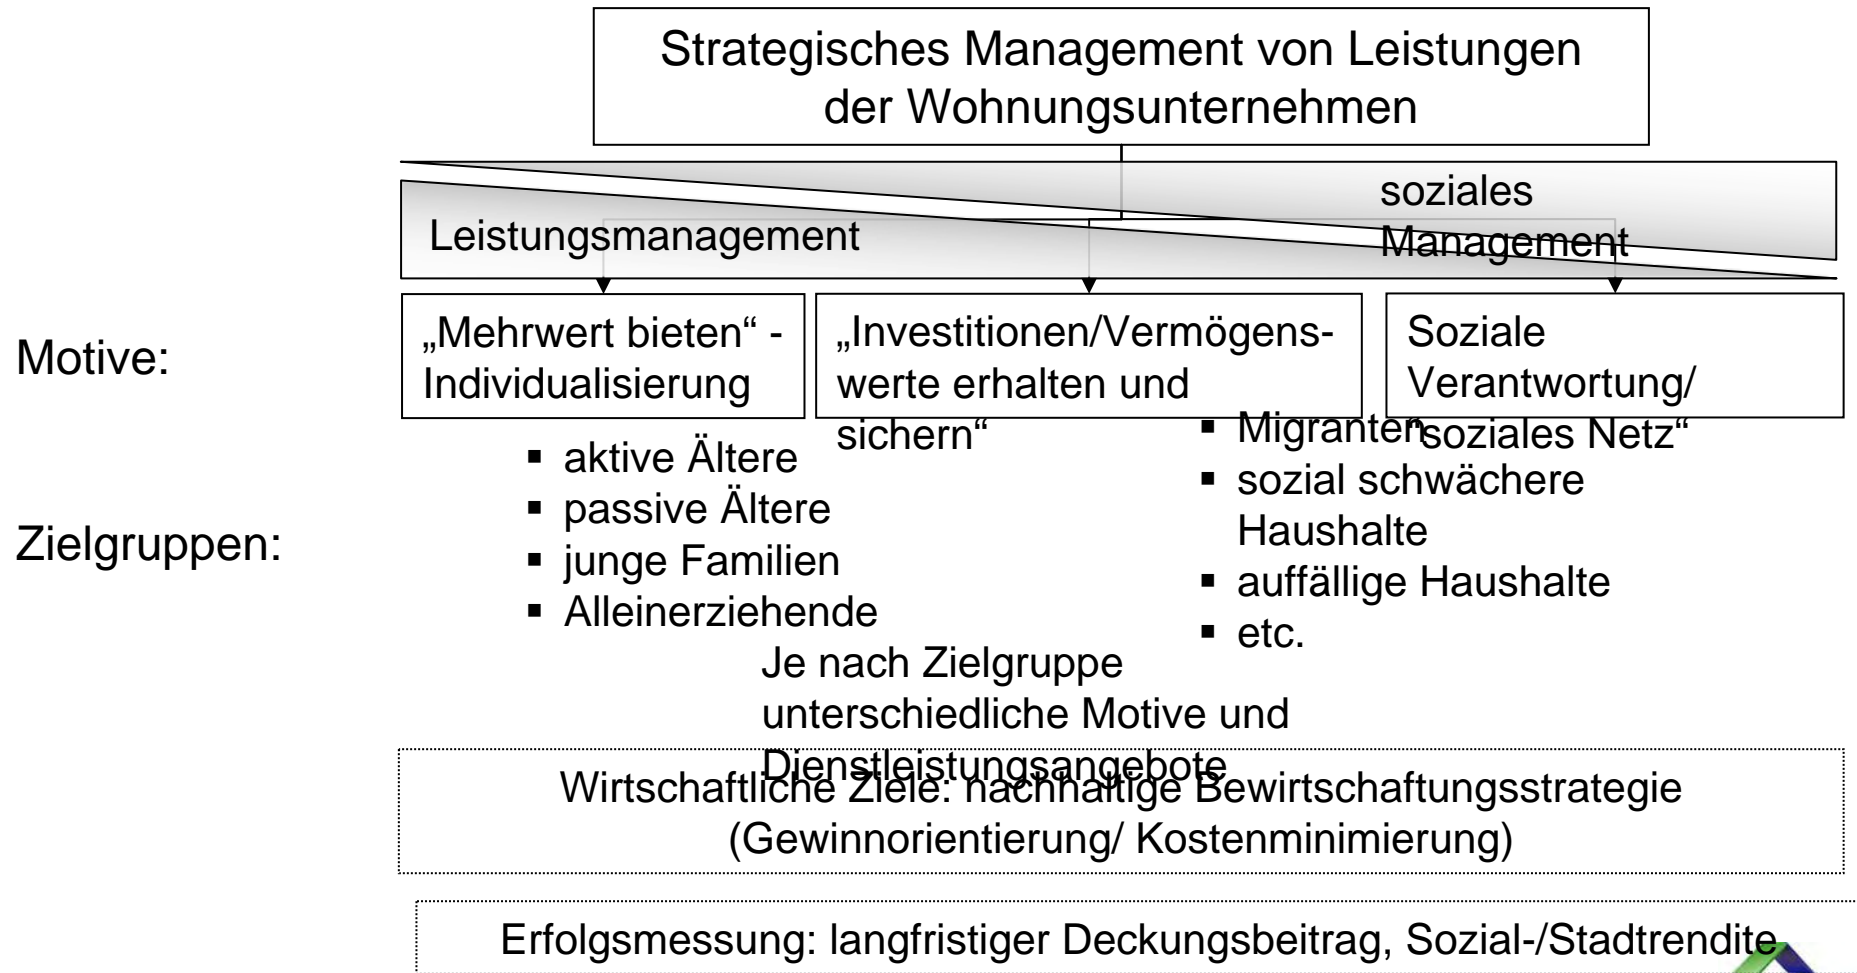 Strategisches Management von Leistungen
der Wohnungsunternehmen
soziales
Management
Leistungsmanagement
Motive:
„Mehrwert bieten“ -
Individualisierung
„Investitionen/Vermögens-
werte erhalten und
sichern“
Soziale
Verantwortung/
“soziales Netz“
Zielgruppen:
▪ aktive Ältere
▪ passive Ältere
▪ junge Familien
▪ Alleinerziehende
▪ Migranten
▪ sozial schwächere
Haushalte
▪ auffällige Haushalte
▪ etc.
Je nach Zielgruppe
unterschiedliche Motive und
Dienstleistungsangebote
Wirtschaftliche Ziele: nachhaltige Bewirtschaftungsstrategie
(Gewinnorientierung/ Kostenminimierung)
Erfolgsmessung: langfristiger Deckungsbeitrag, Sozial-/Stadtrendite